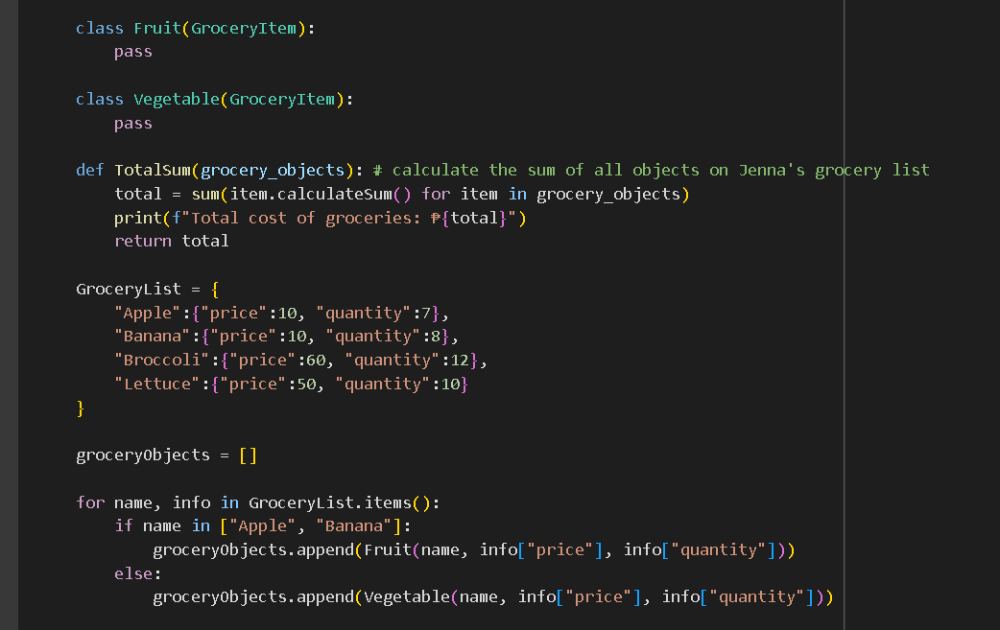 class Fruit(GroceryItem):
    pass

class Vegetable(GroceryItem):
    pass

def TotalSum(grocery_objects): # calculate the sum of all objects on Jenna's grocery list
    total = sum(item.calculateSum() for item in grocery_objects)
    print(f"Total cost of groceries: ₱{total}")
    return total

GroceryList = {
    "Apple":{"price":10, "quantity":7},
    "Banana":{"price":10, "quantity":8},
    "Broccoli":{"price":60, "quantity":12},
    "Lettuce":{"price":50, "quantity":10}
}

groceryObjects = []

for name, info in GroceryList.items():
    if name in ["Apple", "Banana"]:
        groceryObjects.append(Fruit(name, info["price"], info["quantity"]))
    else:
        groceryObjects.append(Vegetable(name, info["price"], info["quantity"]))